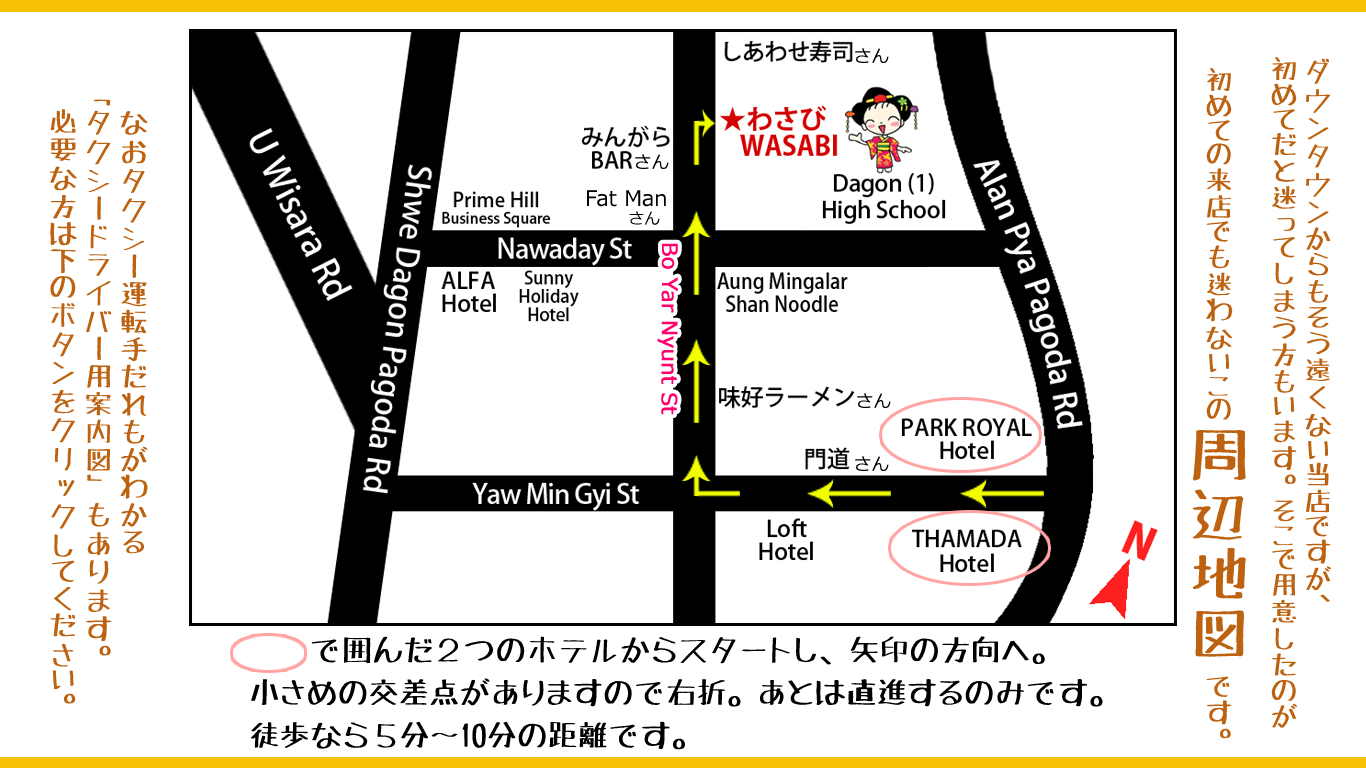 ダウンタウンからもそう遠くない当店ですが、
初めてだと迷ってしまう方もいます。そこで用意したのが
初めての来店でも迷わないこの周辺地図です。
しあわせ寿司さん
★わさび
WASABI
みんがら
BARさん
Fat Man
さん
Prime Hill
Business Square
Dagon (1)
High School
U Wisara Rd
Shwe Dagon Pagoda Rd
Alan Pya Pagoda Rd
Nawaday St
Bo Yar Nyunt St
ALFA
Hotel
Sunny
Holiday
Hotel
Aung Mingalar
Shan Noodle
味好ラーメンさん
PARK ROYAL
Hotel
門道さん
Yaw Min Gyi St
Loft
Hotel
THAMADA
Hotel
N
で囲んだ２つのホテルからスタートし、矢印の方向へ。
小さめの交差点がありますので右折。あとは直進するのみです。
徒歩なら５分〜10分の距離です。
なおタクシー運転手だれもがわかる
「タクシードライバー用案内図」もあります。
必要な方は下のボタンをクリックしてください。